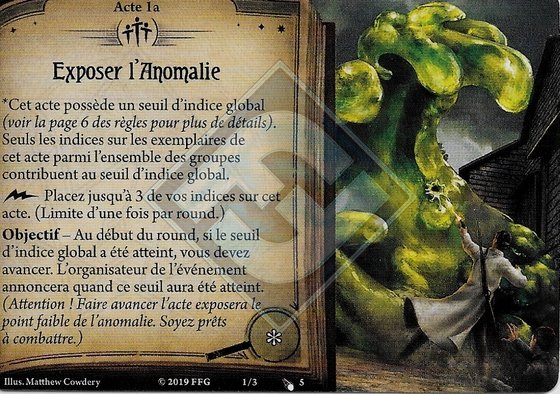 Acte 1a
Exposer l'Anomalie
*Cet acte possède un seuil d'indice global
(voir la page 6 des règles pour plus de détails).
Seuls les indices sur les exemplaires de
cet acte parmi l'ensemble des groupes
contribuent au seuil d'indice global.
Placez jusqu'à 3 de vos indices sur cet
acte. (Limite d'une fois par round.)
Objectif – Au début du round, si le seuil
d'indice global a été atteint, vous devez
avancer. L'organisateur de l'événement
annoncera quand ce seuil aura été atteint.
(Attention ! Faire avancer l'acte exposera le
point faible de l'anomalie. Soyez prêts
à combattre.)
*
Illus. Matthew Cowdery © 2019 FFG 1/3 5